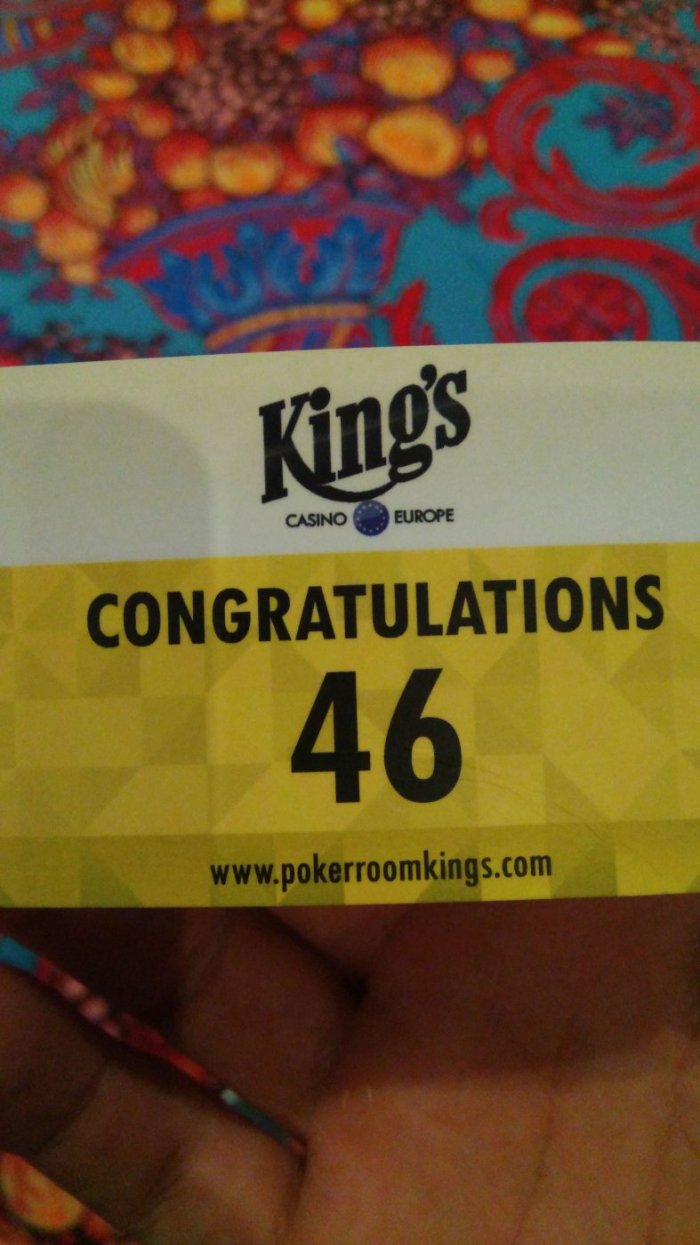 King's
CASINO EUROPE
CONGRATULATIONS
46
www.pokerroomkings.com